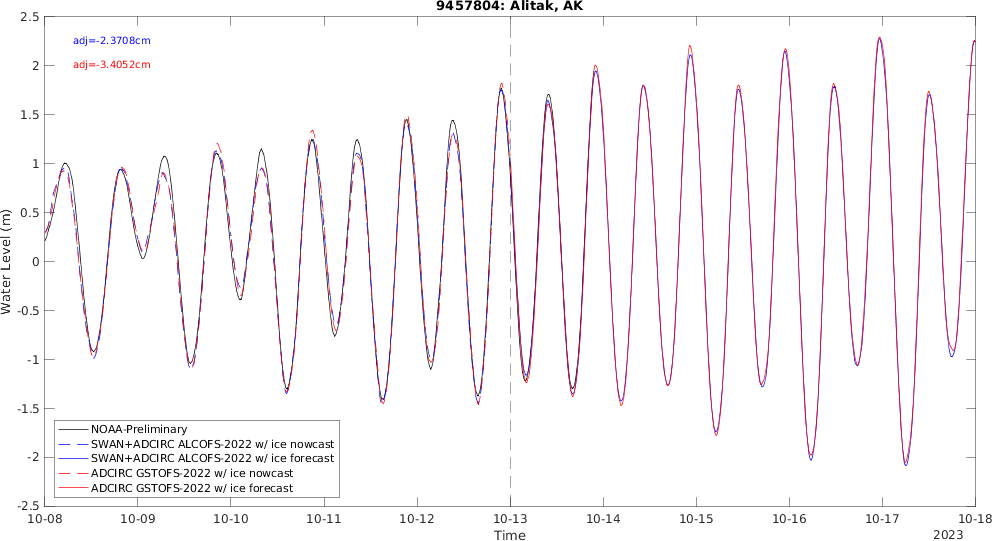 9457804: Alitak, AK
adj=-2.3708cm
adj=-3.4052cm
2.5
2
1.5
1
0.5
0
-0.5
-1
-1.5
-2
-2.5
Water Level (m)
NOAA-Preliminary
SWAN+ADCIRC ALCOFS-2022 w/ ice nowcast
SWAN+ADCIRC ALCOFS-2022 w/ ice forecast
ADCIRC GSTOFS-2022 w/ ice nowcast
ADCIRC GSTOFS-2022 w/ ice forecast
10-08 10-09 10-10 10-11 10-12 10-13 10-14 10-15 10-16 10-17 10-18
Time
2023